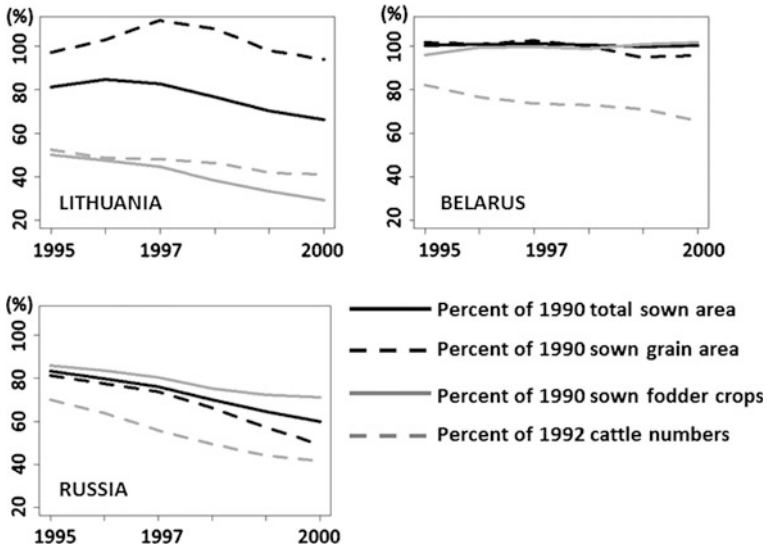 (%)
100
80
60
40
20
LITHUANIA
1995 1997 2000
(%)
100
80
60
40
20
BELARUS
1995 1997 2000
(%)
100
80
60
40
20
RUSSIA
1995 1997 2000
Percent of 1990 total sown area
Percent of 1990 sown grain area
Percent of 1990 sown fodder crops
Percent of 1992 cattle numbers